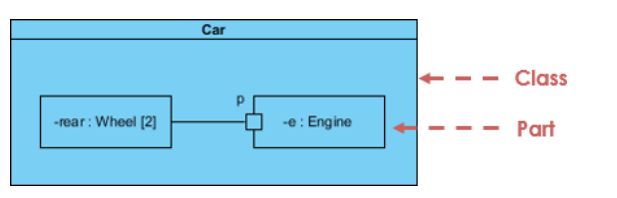 Car
Class
p
-rear : Wheel [2]
-e : Engine
Part